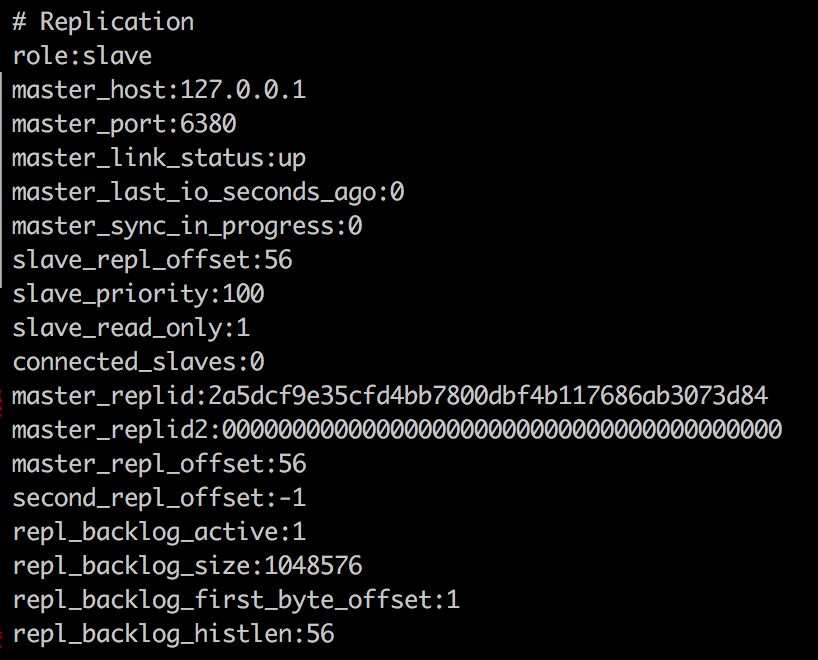 # Replication
role:slave
master_host:127.0.0.1
master_port:6380
master_link_status:up
master_last_io_seconds_ago:0
master_sync_in_progress:0
slave_repl_offset:56
slave_priority:100
slave_read_only:1
connected_slaves:0
master_replid:2a5dcf9e35cfd4bb7800dbf4b117686ab3073d84
master_replid2:0000000000000000000000000000000000000000
master_repl_offset:56
second_repl_offset:-1
repl_backlog_active:1
repl_backlog_size:1048576
repl_backlog_first_byte_offset:1
repl_backlog_histlen:56